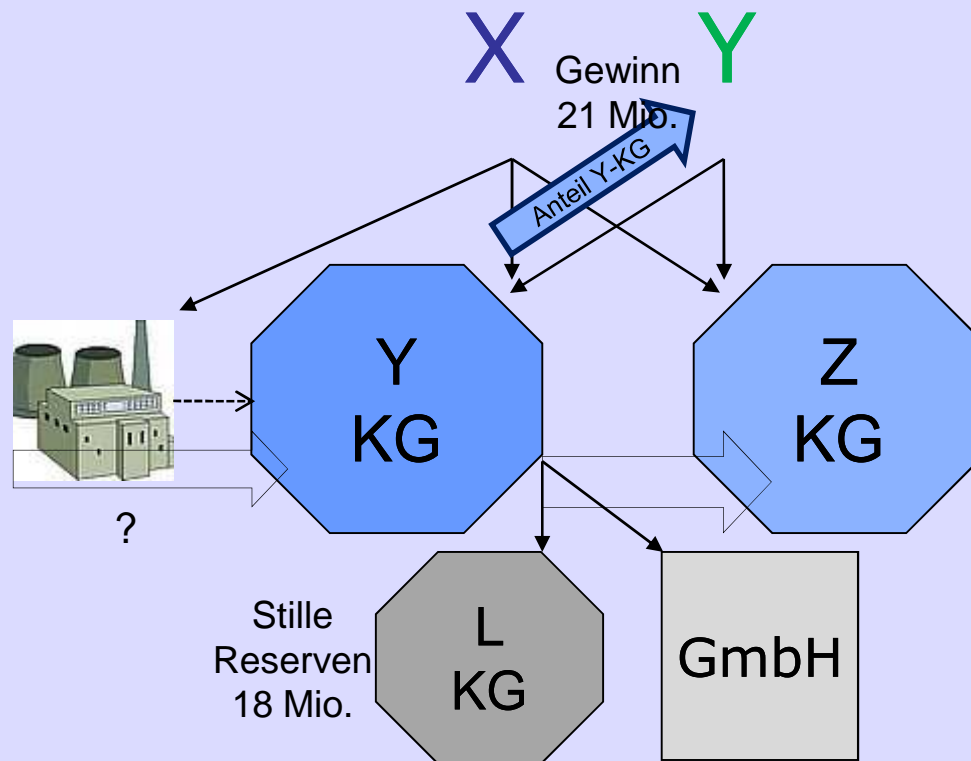 X
Y
Gewinn
21 Mio.
Anteil Y-KG
Y
KG
Z
KG
?
Stille
Reserven
18 Mio.
L
KG
GmbH